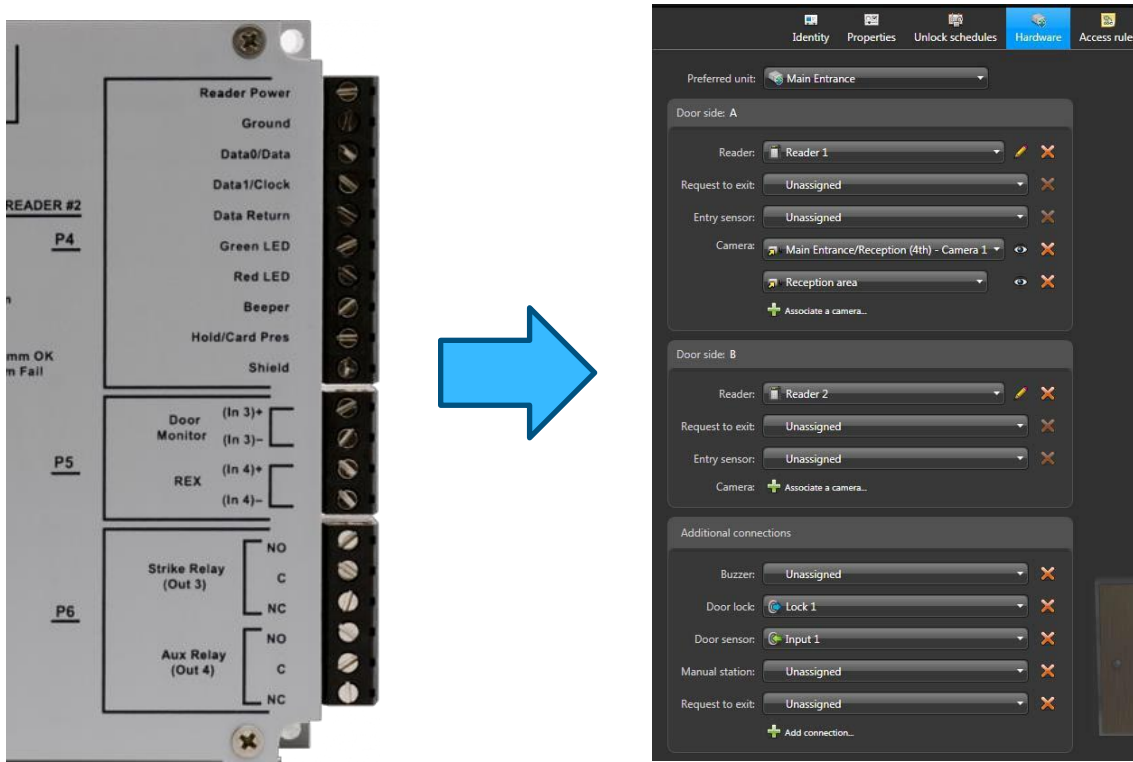 Reader Power
Ground
Data0/Data
Data1/Clock
READER #2
Data Return
P4
Green LED
Red LED
Beeper
Hold/Card Pres
mm OK
Shield
m Fail
Door Monitor
(In 3)+
(In 3)–
P5
REX
(In 4)+
(In 4)–
Strike Relay
(Out 3)
NO
C
NC
P6
Aux Relay
(Out 4)
NO
C
NC
Identity Properties Unlock schedules Hardware Access rule
Preferred unit: Main Entrance
Door side: A
Reader: Reader 1
Request to exit: Unassigned
Entry sensor: Unassigned
Camera: Main Entrance/Reception (4th) - Camera 1
Reception area
Associate a camera...
Door side: B
Reader: Reader 2
Request to exit: Unassigned
Entry sensor: Unassigned
Camera: Associate a camera...
Additional connections
Buzzer: Unassigned
Door lock: Lock 1
Door sensor: Input 1
Manual station: Unassigned
Request to exit: Unassigned
Add connection...